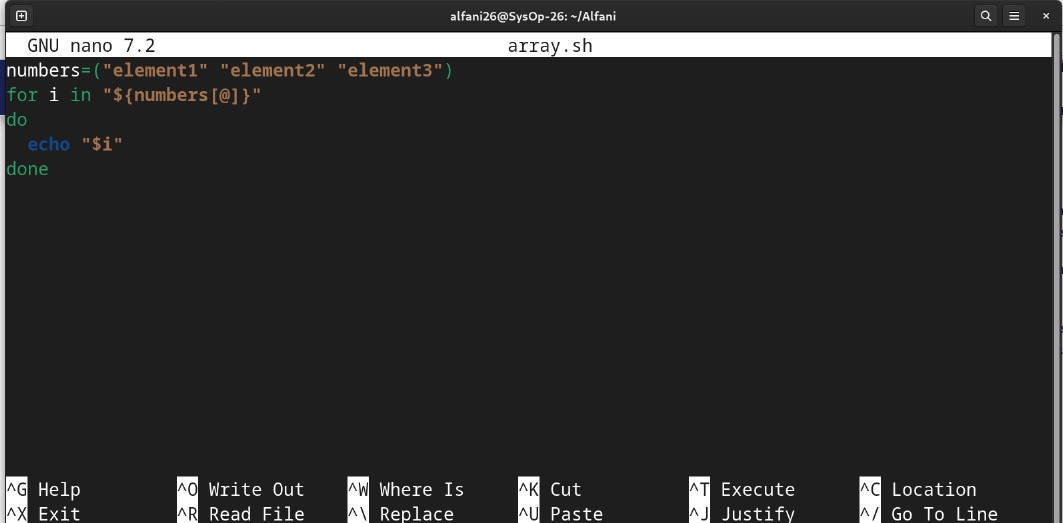 alfani26@SysOp-26: ~/Alfani
GNU nano 7.2 array.sh
numbers=("element1" "element2" "element3")
for i in "${numbers[@]}"
do
  echo "$i"
done
^G Help ^O Write Out ^W Where Is ^K Cut ^T Execute ^C Location
^X Exit ^R Read File ^\ Replace ^U Paste ^J Justify ^/ Go To Line